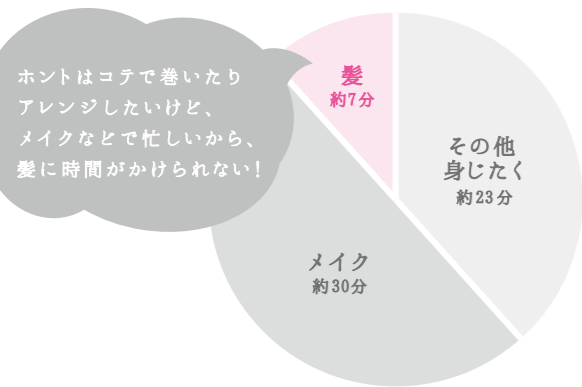 ホントはコテで巻いたり
アレンジしたいけど、
メイクなどで忙しいから、
髪に時間がかけられない!
髪
約7分
その他
身じたく
約23分
メイク
約30分